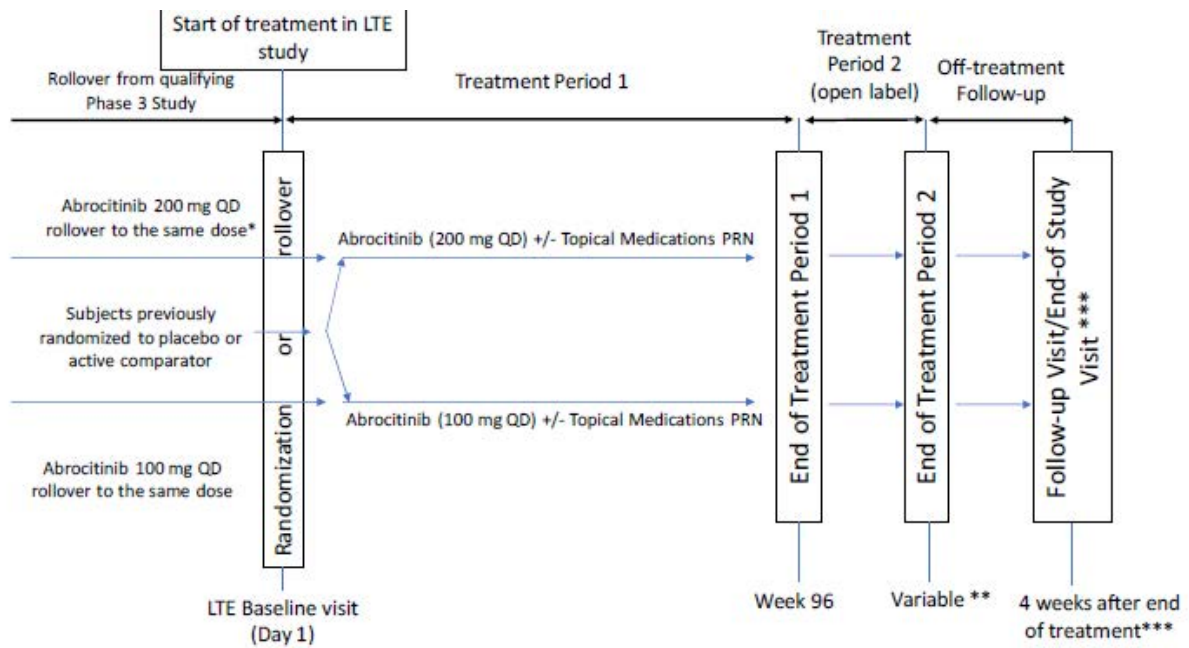 Start of treatment in LTE
study
Rollover from qualifying
Phase 3 Study
Treatment Period 1
Treatment
Period 2
(open label)
Off-treatment
Follow-up
Abrocitinib 200 mg QD
rollover to the same dose*
Subjects previously
randomized to placebo or
active comparator
Abrocitinib 100 mg QD
rollover to the same dose
Randomization or rollover
Abrocitinib (200 mg QD) +/- Topical Medications PRN
Abrocitinib (100 mg QD) +/- Topical Medications PRN
End of Treatment Period 1
End of Treatment Period 2
Follow-up Visit/End-of Study
Visit ***
LTE Baseline visit
(Day 1)
Week 96
Variable **
4 weeks after end
of treatment***